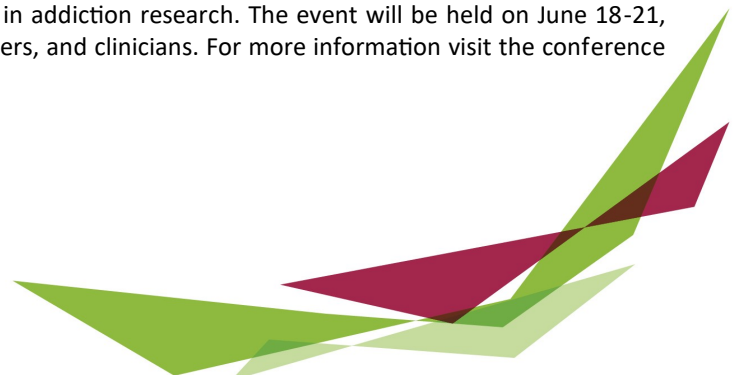 in addiction research. The event will be held on June 18-21,
ers, and clinicians. For more information visit the conference